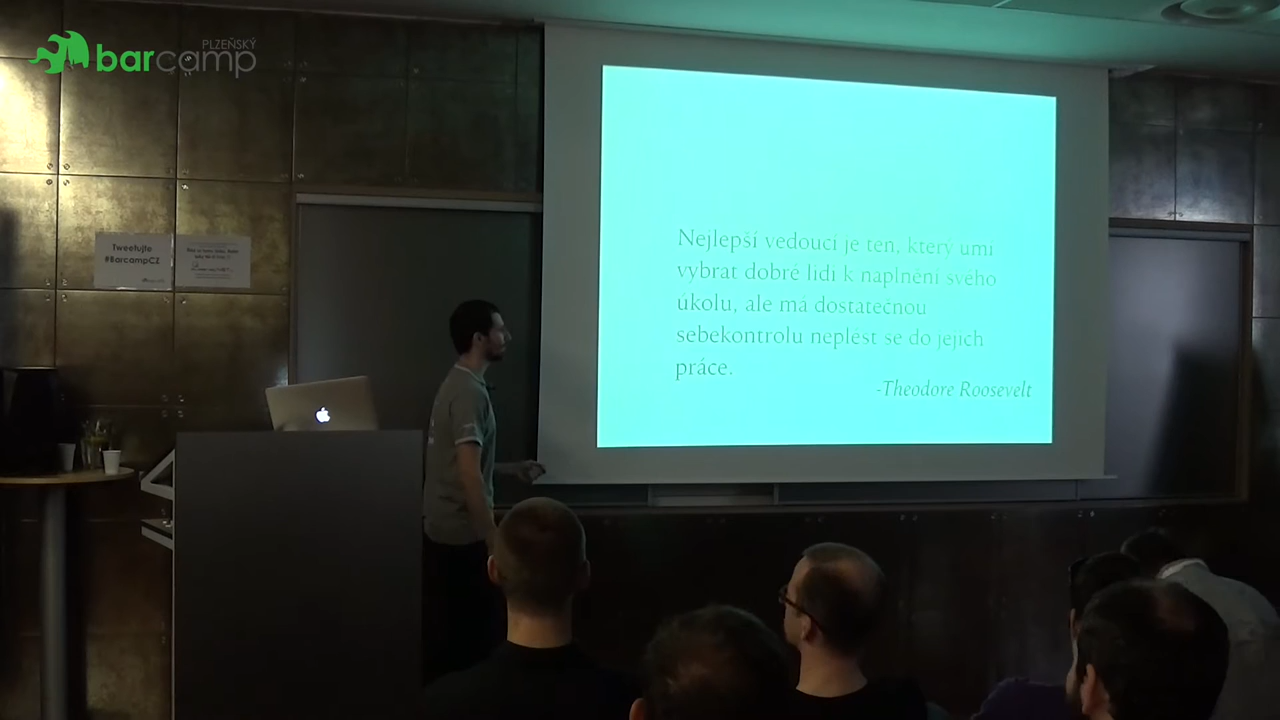 PLZEŇSKÝ
barcamp
Tweetujte
#BarcampCZ
Nejlepší vedoucí je ten, který umí
vybrat dobré lidi k naplnění svého
úkolu, ale má dostatečnou
sebekontrolu neplést se do jejich
práce.
-Theodore Roosevelt